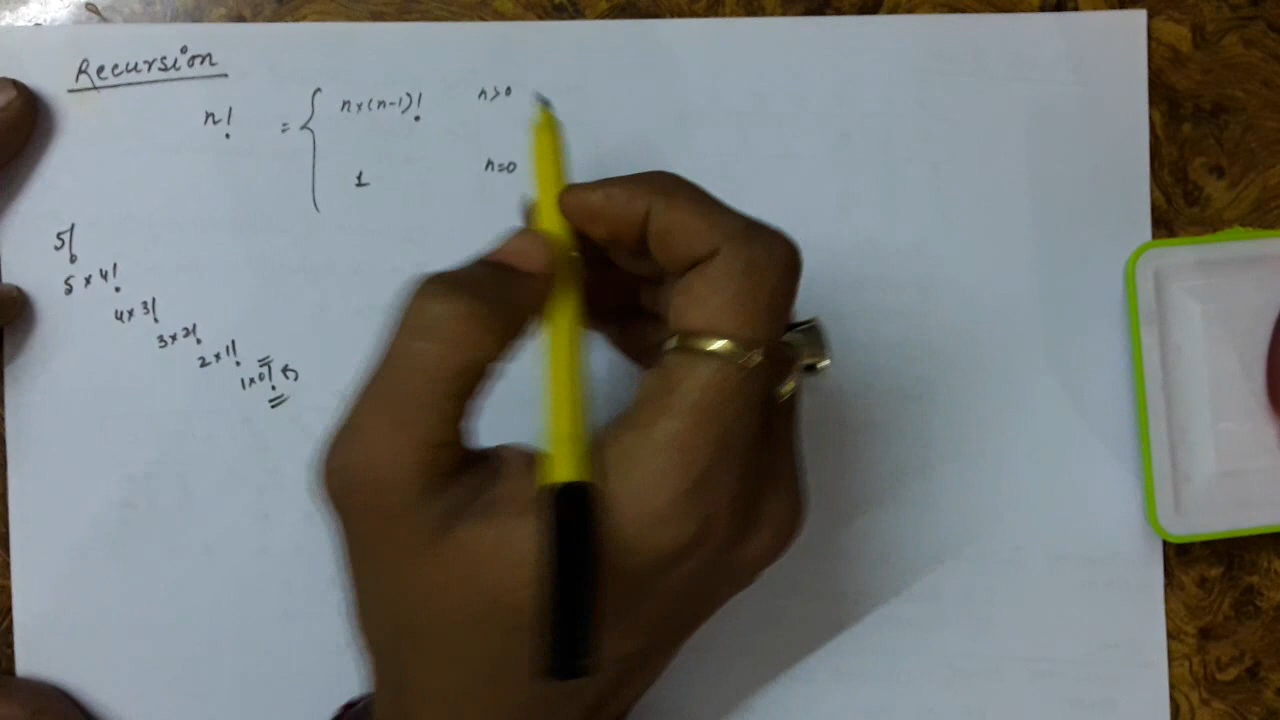 Recursion
n! = { n×(n-1)! n>0
1 n=0
5!
5 × 4!
4 × 3!
3 × 2!
2 × 1!
1 × 0!